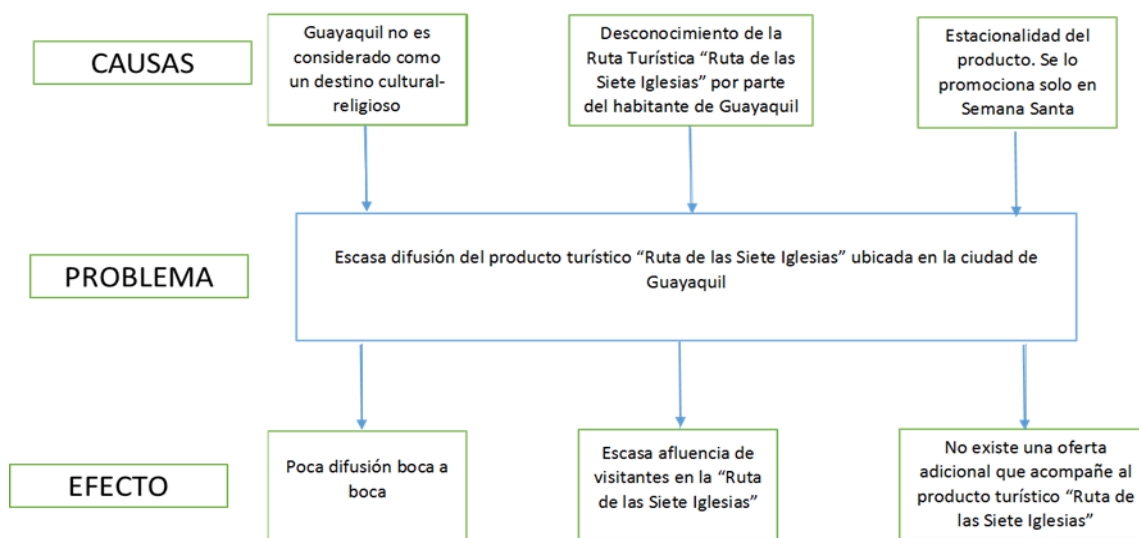 CAUSAS
Guayaquil no es
considerado como
un destino cultural-
religioso
Desconocimiento de la
Ruta Turística “Ruta de las
Siete Iglesias” por parte
del habitante de Guayaquil
Estacionalidad del
producto. Se lo
promociona solo en
Semana Santa
PROBLEMA
Escasa difusión del producto turístico “Ruta de las Siete Iglesias” ubicada en la ciudad de
Guayaquil
EFECTO
Poca difusión boca a
boca
Escasa afluencia de
visitantes en la “Ruta
de las Siete Iglesias”
No existe una oferta
adicional que acompañe al
producto turístico “Ruta de
las Siete Iglesias”